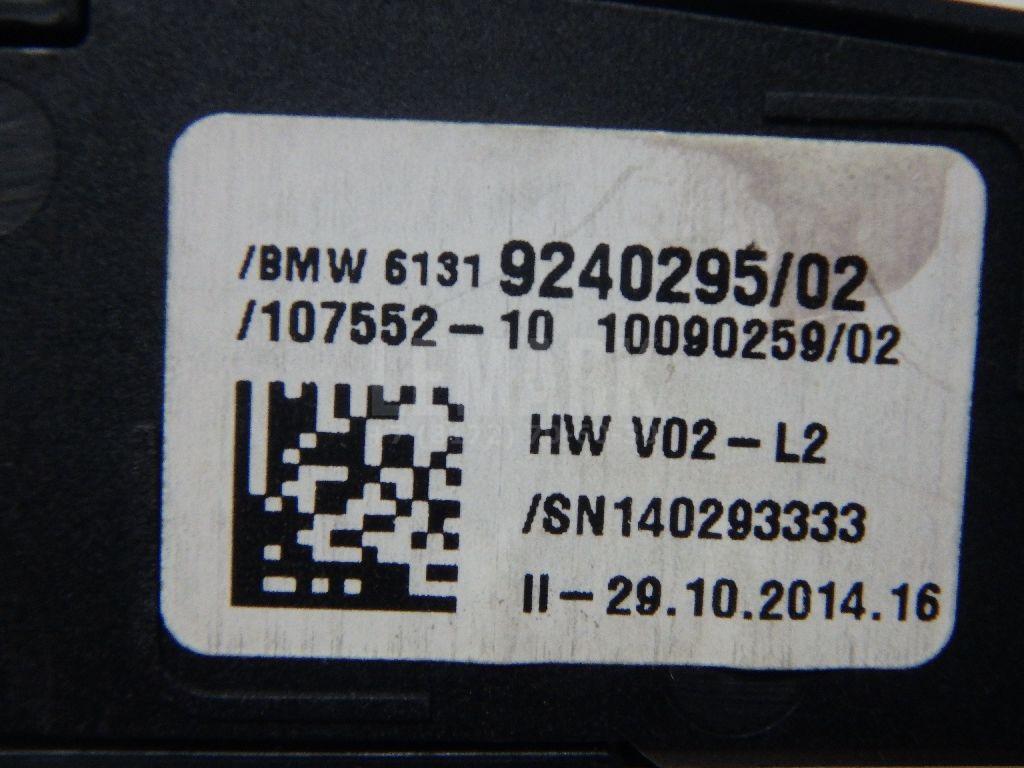 /BMW 6131 9240295/02
/107552-10 10090259/02
HW V02-L2
/SN140293333
II-29.10.2014.16